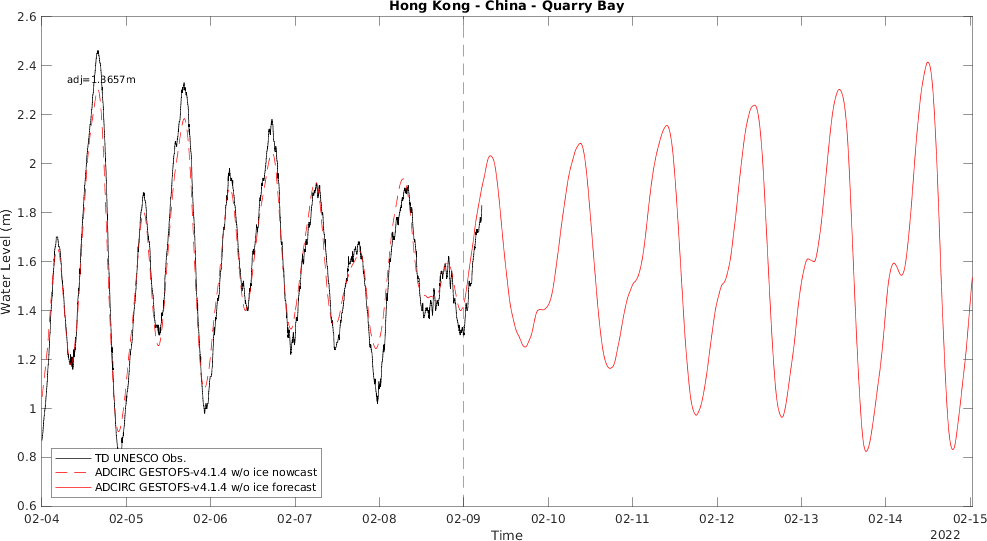 Hong Kong - China - Quarry Bay
2.6
2.4
2.2
2
1.8
1.6
1.4
1.2
1
0.8
0.6
Water Level (m)
adj=1.3657m
TD UNESCO Obs.
ADCIRC GESTOFS-v4.1.4 w/o ice nowcast
ADCIRC GESTOFS-v4.1.4 w/o ice forecast
02-04 02-05 02-06 02-07 02-08 02-09 02-10 02-11 02-12 02-13 02-14 02-15
Time
2022